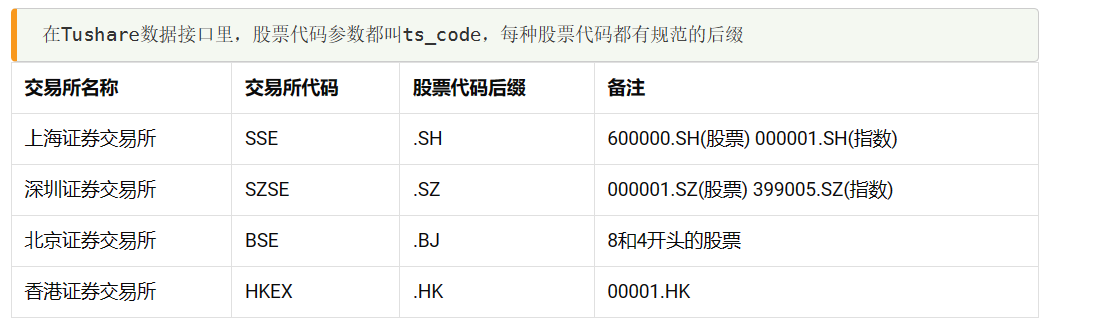 在Tushare数据接口里，股票代码参数都叫ts_code，每种股票代码都有规范的后缀
交易所名称 交易所代码 股票代码后缀 备注
上海证券交易所 SSE .SH 600000.SH(股票) 000001.SH(指数)
深圳证券交易所 SZSE .SZ 000001.SZ(股票) 399005.SZ(指数)
北京证券交易所 BSE .BJ 8和4开头的股票
香港证券交易所 HKEX .HK 00001.HK